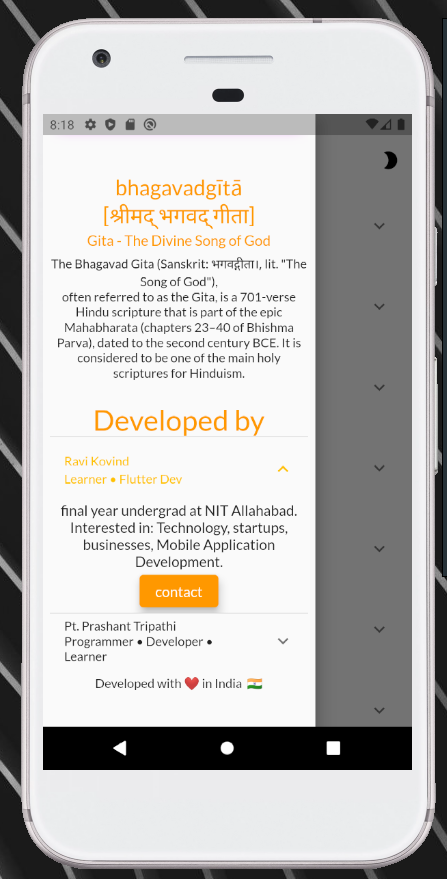 8:18
bhagavadgītā
[श्रीमद् भगवद् गीता]
Gita - The Divine Song of God
The Bhagavad Gita (Sanskrit: भगवद्गीता।, lit. "The
Song of God"),
often referred to as the Gita, is a 701-verse
Hindu scripture that is part of the epic
Mahabharata (chapters 23–40 of Bhishma
Parva), dated to the second century BCE. It is
considered to be one of the main holy
scriptures for Hinduism.
Developed by
Ravi Kovind
Learner • Flutter Dev
final year undergrad at NIT Allahabad.
Interested in: Technology, startups,
businesses, Mobile Application
Development.
contact
Pt. Prashant Tripathi
Programmer • Developer •
Learner
Developed with ❤️ in India 🇮🇳